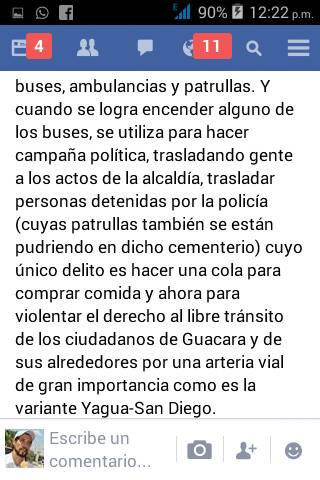 90% 12:22 p.m.
4
11
buses, ambulancias y patrullas. Y
cuando se logra encender alguno de
los buses, se utiliza para hacer
campaña política, trasladando gente
a los actos de la alcaldía, trasladar
personas detenidas por la policía
(cuyas patrullas también se están
pudriendo en dicho cementerio) cuyo
único delito es hacer una cola para
comprar comida y ahora para
violentar el derecho al libre tránsito
de los ciudadanos de Guacara y de
sus alrededores por una arteria vial
de gran importancia como es la
variante Yagua-San Diego.
Escribe un
comentario...